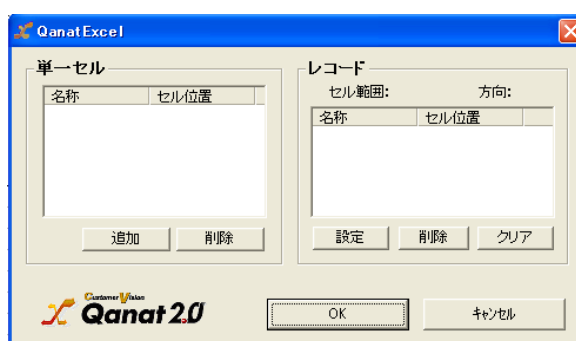 QanatExcel
単一セル
名称 セル位置
追加 削除
レコード
セル範囲: 方向:
名称 セル位置
設定 削除 クリア
Customer Vision
Qanat 2.0
OK キャンセル